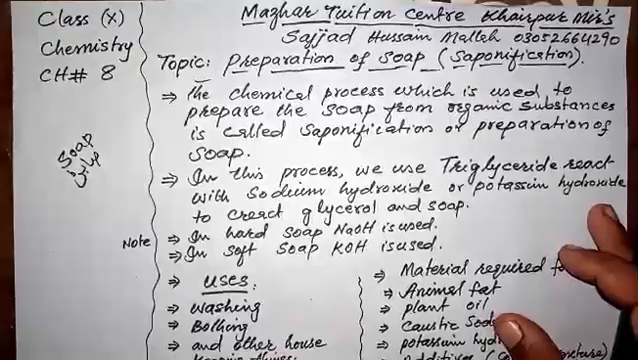 Class (X)
Chemistry
CH# 8
Mazhar Tuition Centre Khairpur Mir's
Sajjad Hussain Mallah 03052664290
Topic: Preparation of Soap (Saponification).
⇒ The chemical process which is used, to
prepare the soap from organic substances
is called Saponification or preparation of
Soap.
⇒ In this process, we use Triglyceride react
with Sodium hydroxide or potassium hydroxide
to creact glycerol and soap.
Note ⇒ In hard soap NaOH is used.
⇒ In soft soap KOH is used.
Soap
⇒ USES
⇒ washing
⇒ Bathing
⇒ and other house
⇒ Material required
⇒ Animal fat
⇒ plant oil
⇒ Caustic Sod
⇒ potassium hyd
⇒ Additive